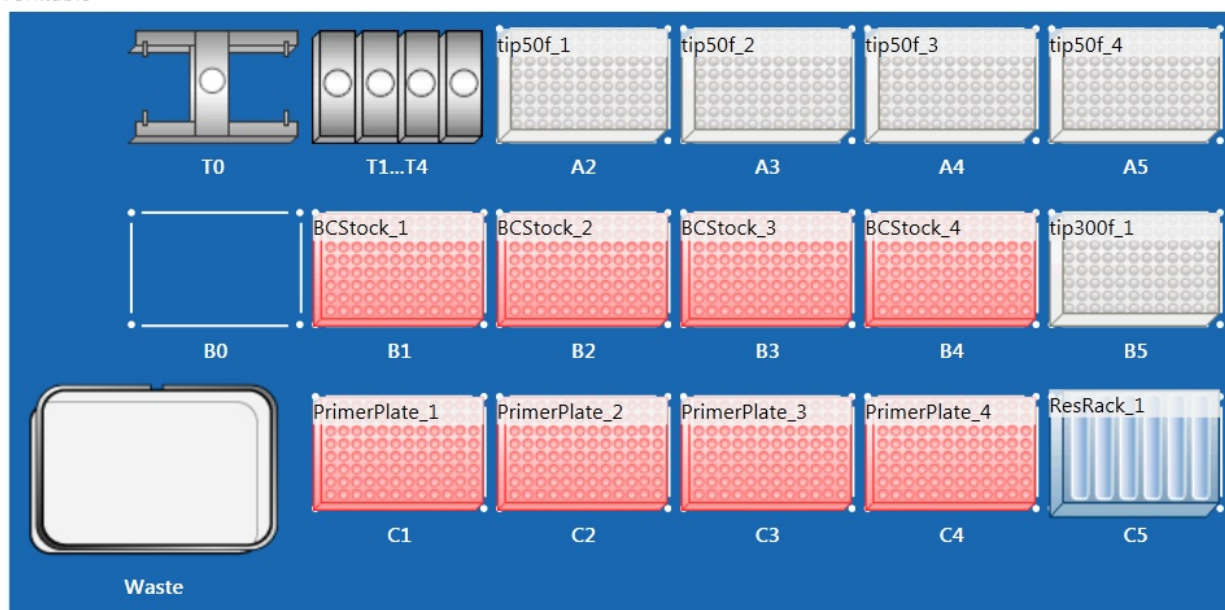 tip50f_1 tip50f_2 tip50f_3 tip50f_4
T0 T1...T4 A2 A3 A4 A5
BCStock_1 BCStock_2 BCStock_3 BCStock_4 tip300f_1
B0 B1 B2 B3 B4 B5
PrimerPlate_1 PrimerPlate_2 PrimerPlate_3 PrimerPlate_4 ResRack_1
C1 C2 C3 C4 C5
Waste